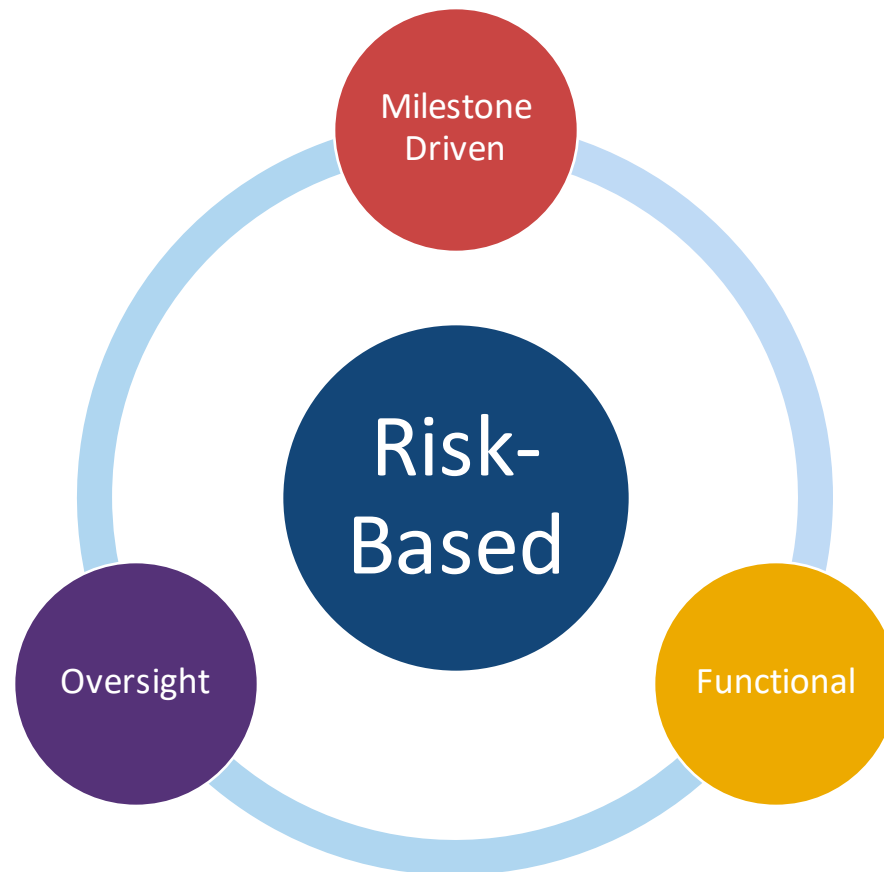 Milestone
Driven
Risk-
Based
Oversight
Functional